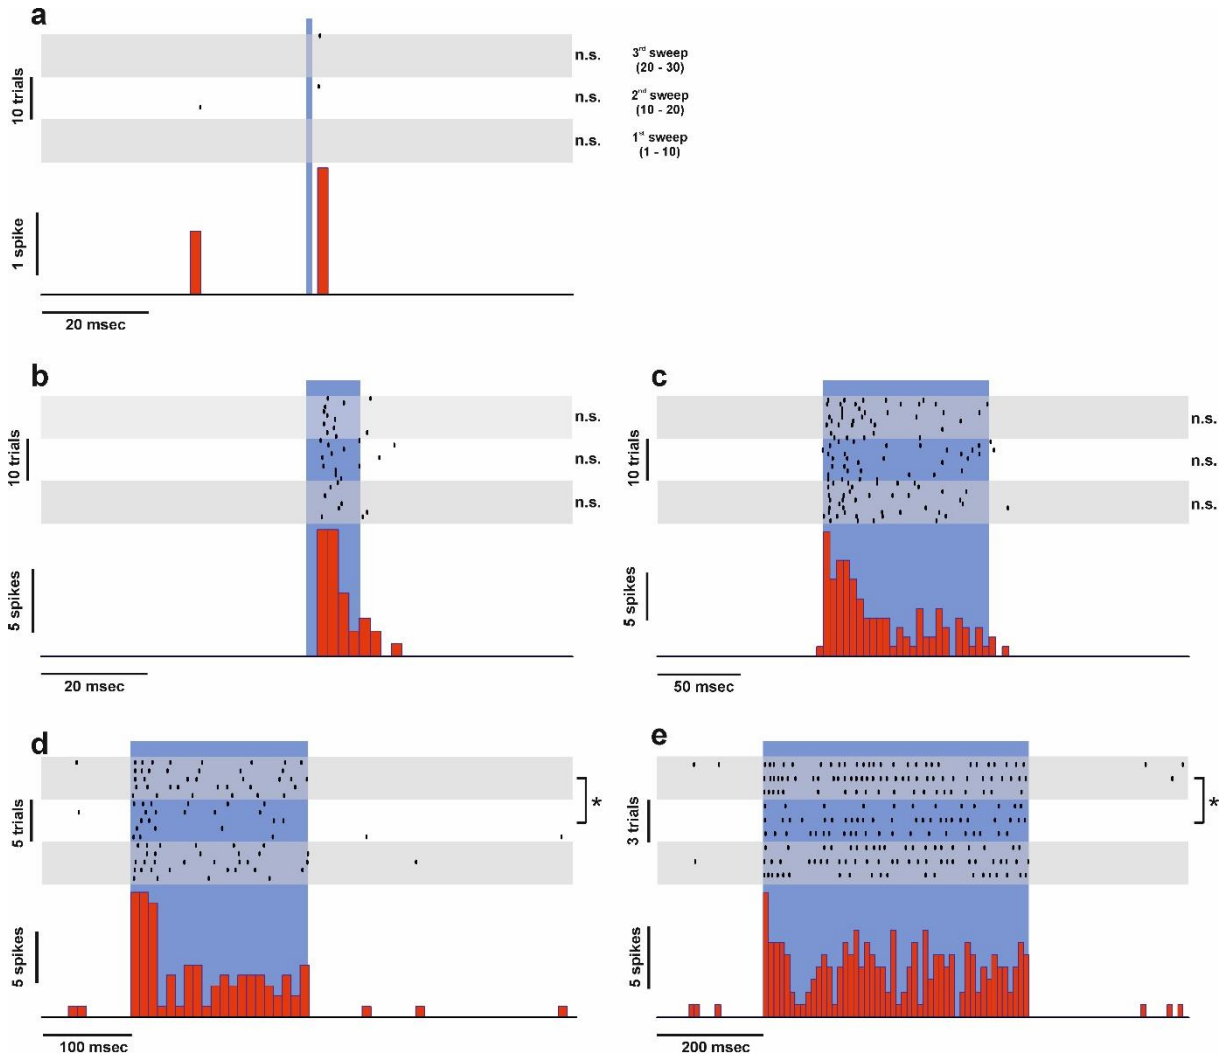 a
10 trials
n.s.
3rd sweep
(20 - 30)
n.s.
2nd sweep
(10 - 20)
n.s.
1st sweep
(1 - 10)
1 spike
20 msec
b
10 trials
n.s.
n.s.
n.s.
5 spikes
20 msec
c
10 trials
n.s.
n.s.
n.s.
5 spikes
50 msec
d
5 trials
*
5 spikes
100 msec
e
3 trials
*
5 spikes
200 msec